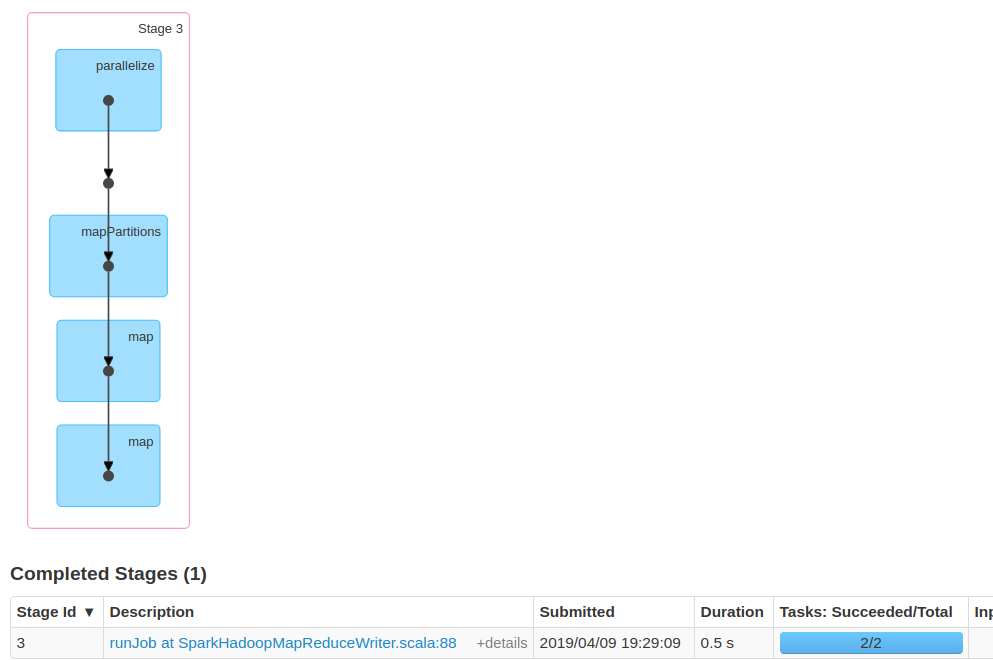 Stage 3
parallelize
mapPartitions
map
map
Completed Stages (1)
Stage Id ▼ Description Submitted Duration Tasks: Succeeded/Total Inp
3 runJob at SparkHadoopMapReduceWriter.scala:88 +details 2019/04/09 19:29:09 0.5 s 2/2